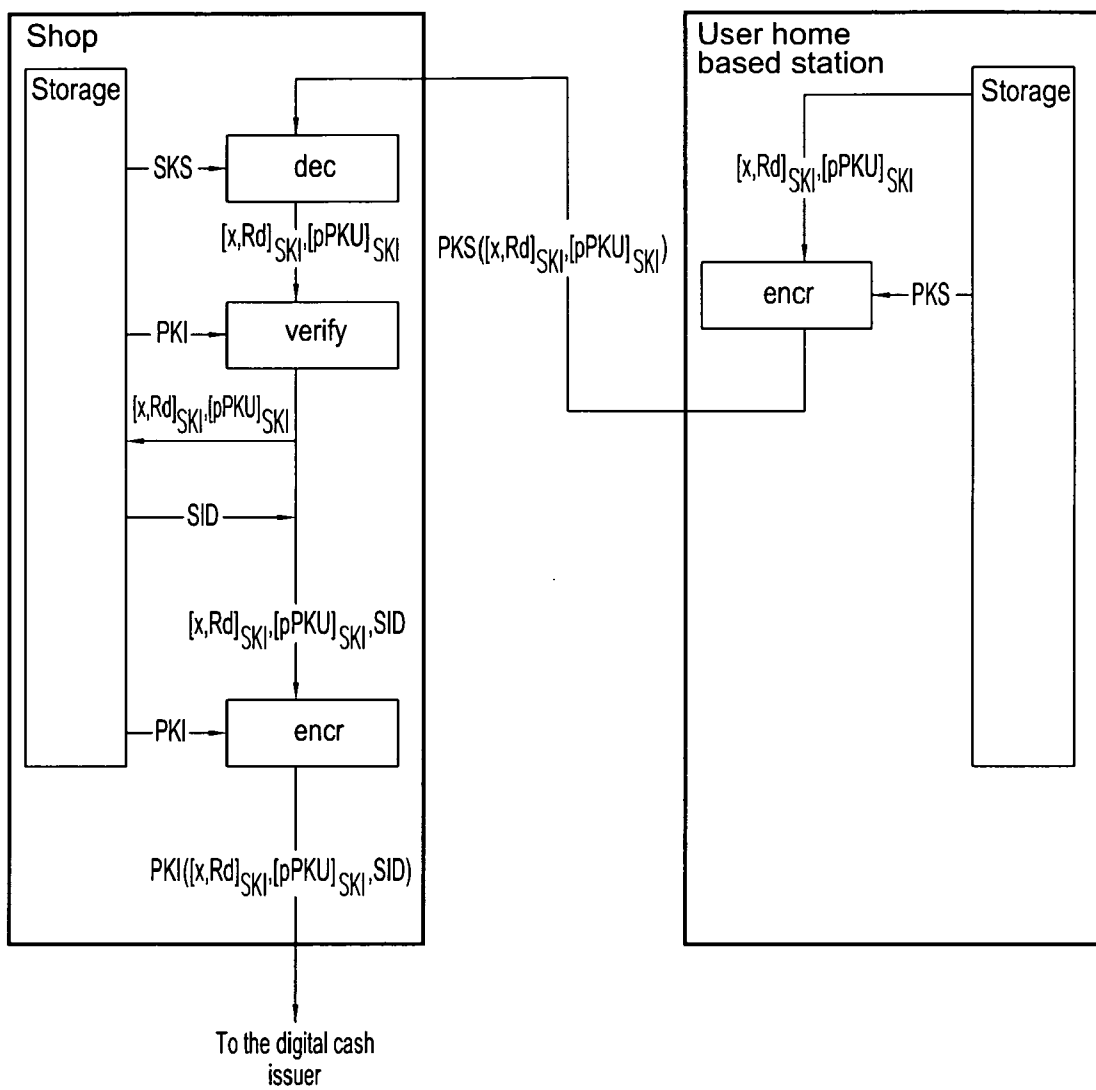 Shop
Storage
SKS
dec
[x,Rd]SKI,[pPKU]SKI
PKI
verify
[x,Rd]SKI,[pPKU]SKI
SID
[x,Rd]SKI,[pPKU]SKI,SID
PKI
encr
PKI([x,Rd]SKI,[pPKU]SKI,SID)
To the digital cash
issuer
PKS([x,Rd]SKI,[pPKU]SKI)
User home
based station
Storage
[x,Rd]SKI,[pPKU]SKI
encr
PKS